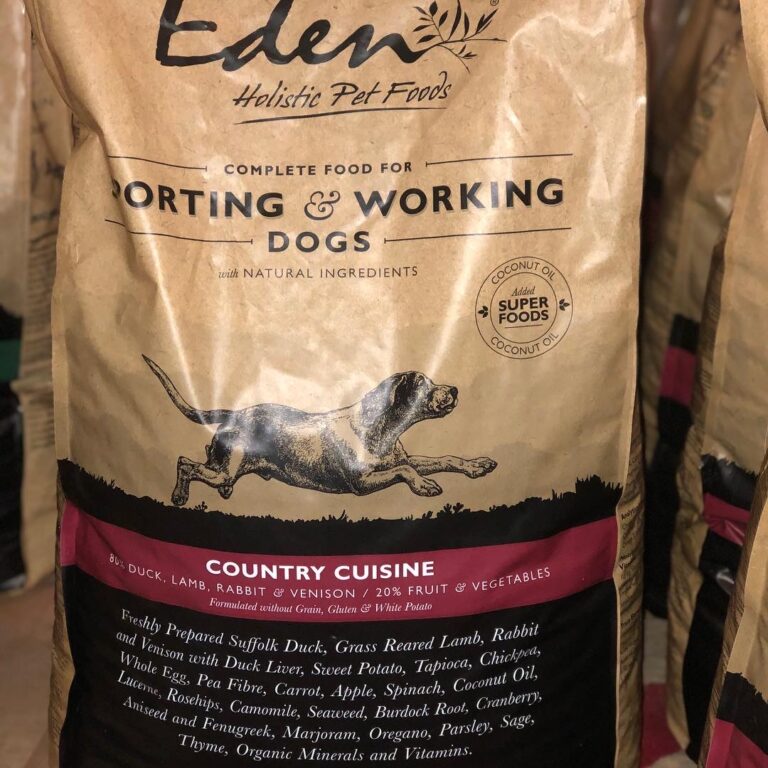 Eden®
Holistic Pet Foods
COMPLETE FOOD FOR
PORTING & WORKING
DOGS
with NATURAL INGREDIENTS
COCONUT OIL
Added
SUPER
FOODS
COCONUT OIL
COUNTRY CUISINE
80% DUCK, LAMB, RABBIT & VENISON / 20% FRUIT & VEGETABLES
Formulated without Grain, Gluten & White Potato
Freshly Prepared Suffolk Duck, Grass Reared Lamb, Rabbit
and Venison with Duck Liver, Sweet Potato, Tapioca, Chickpea,
Whole Egg, Pea Fibre, Carrot, Apple, Spinach, Coconut Oil,
Lucerne, Rosehips, Camomile, Seaweed, Burdock Root, Cranberry,
Aniseed and Fenugreek, Marjoram, Oregano, Parsley, Sage,
Thyme, Organic Minerals and Vitamins.